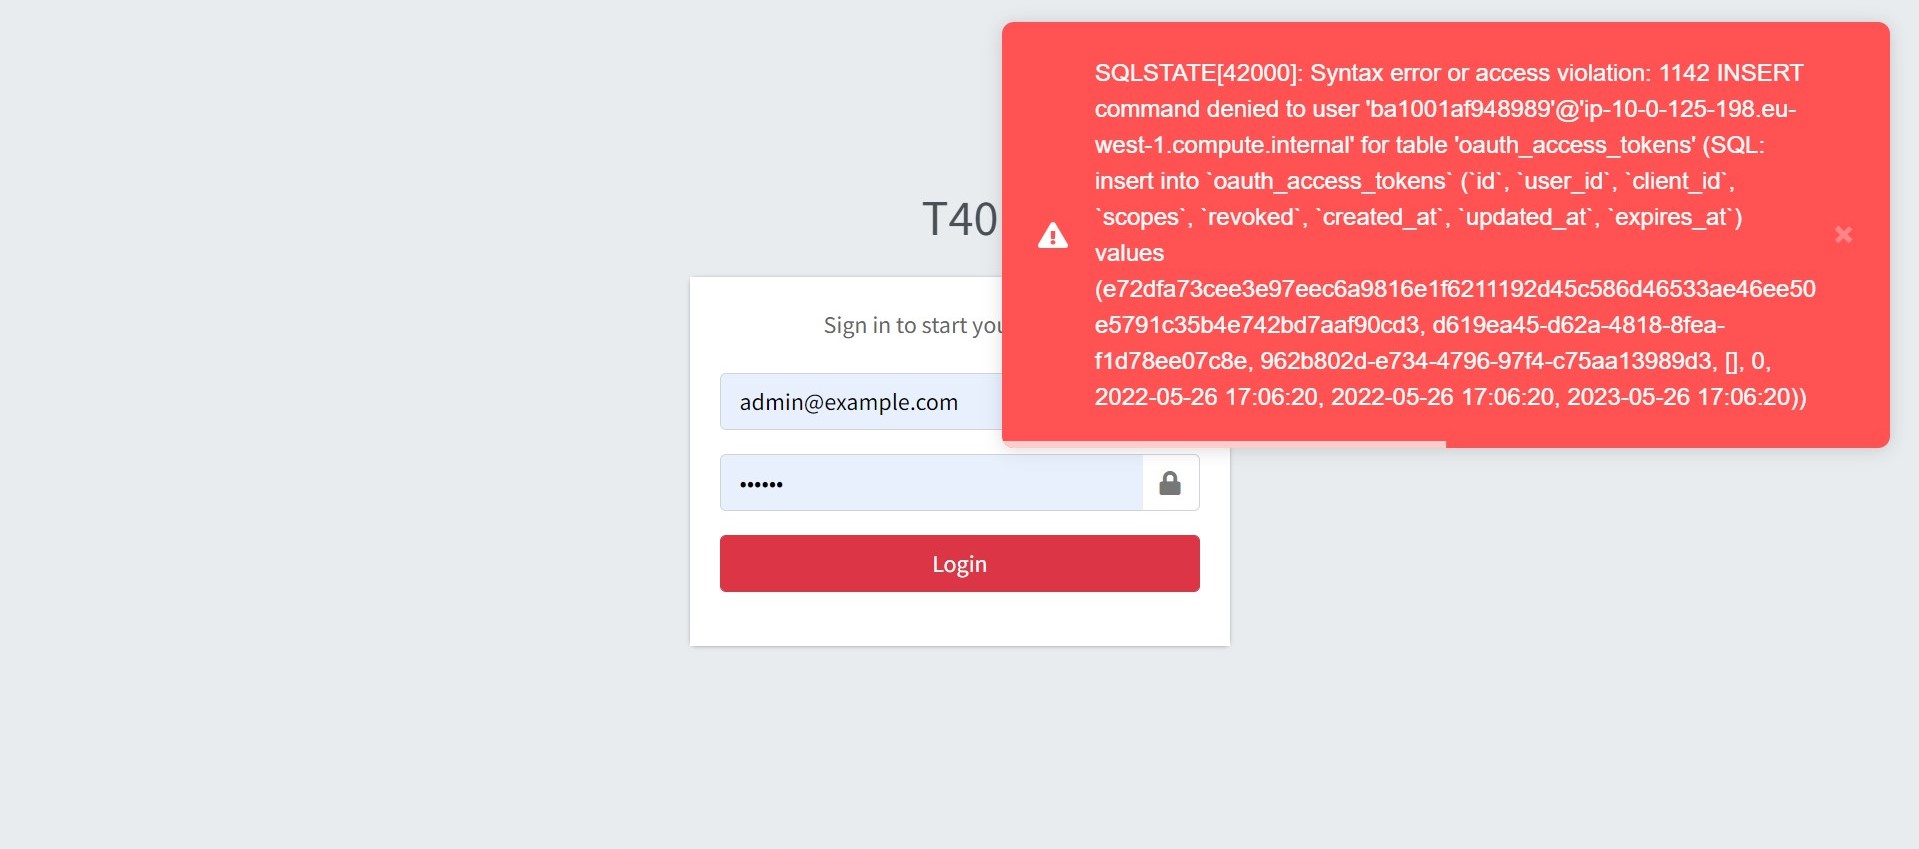 SQLSTATE[42000]: Syntax error or access violation: 1142 INSERT
command denied to user 'ba1001af948989'@'ip-10-0-125-198.eu-
west-1.compute.internal' for table 'oauth_access_tokens' (SQL:
insert into `oauth_access_tokens` (`id`, `user_id`, `client_id`,
`scopes`, `revoked`, `created_at`, `updated_at`, `expires_at`)
values
(e72dfa73cee3e97eec6a9816e1f6211192d45c586d46533ae46ee50
e5791c35b4e742bd7aaf90cd3, d619ea45-d62a-4818-8fea-
f1d78ee07c8e, 962b802d-e734-4796-97f4-c75aa13989d3, [], 0,
2022-05-26 17:06:20, 2022-05-26 17:06:20, 2023-05-26 17:06:20))
T40
Sign in to start you
admin@example.com
••••••
Login